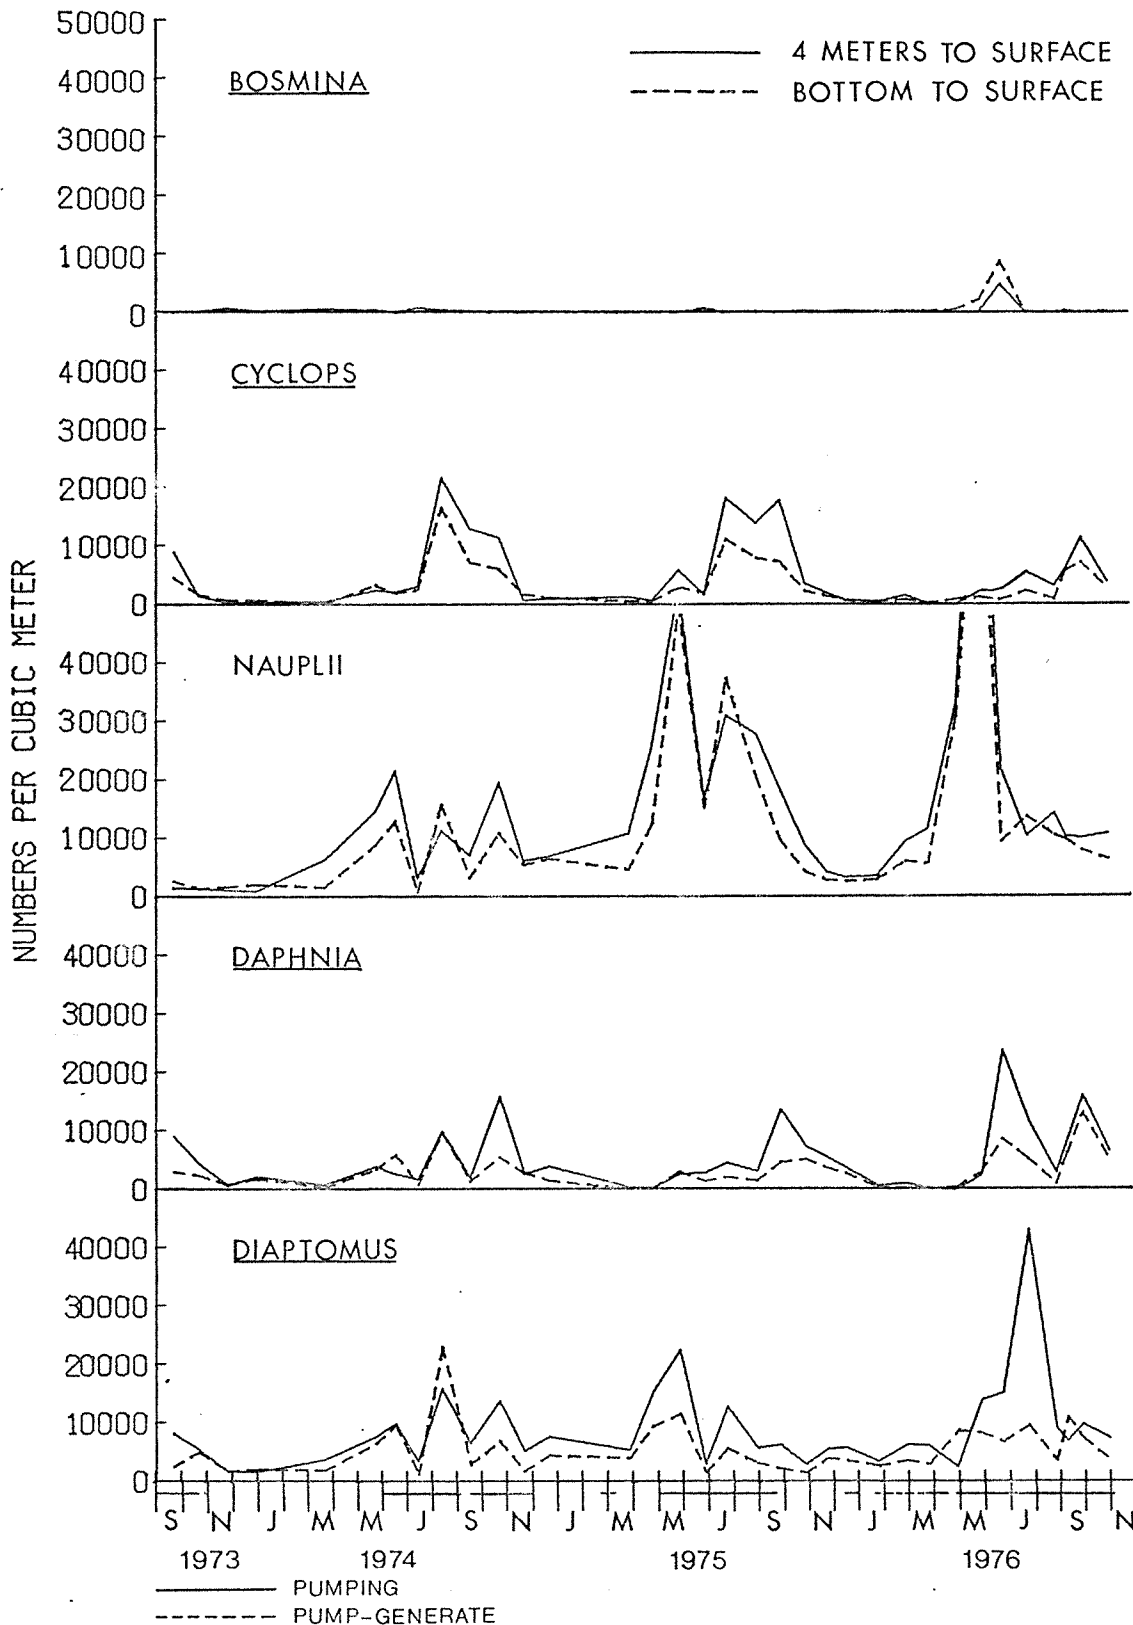 50000
40000
30000
20000
10000
0
BOSMINA
4 METERS TO SURFACE
BOTTOM TO SURFACE
40000
30000
20000
10000
0
CYCLOPS
40000
30000
20000
10000
0
NAUPLII
40000
30000
20000
10000
0
DAPHNIA
40000
30000
20000
10000
0
DIAPTOMUS
NUMBERS PER CUBIC METER
S N J M M J S N J M M J S N J M M J S N
1973 1974 1975 1976
PUMPING
PUMP-GENERATE